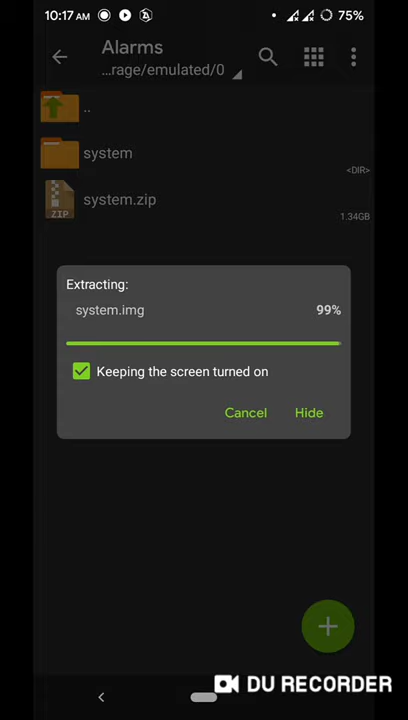 10:17 AM
75%
Alarms
...rage/emulated/0
..
system
<DIR>
system.zip
ZIP
1.34GB
Extracting:
system.img 99%
Keeping the screen turned on
Cancel Hide
DU RECORDER